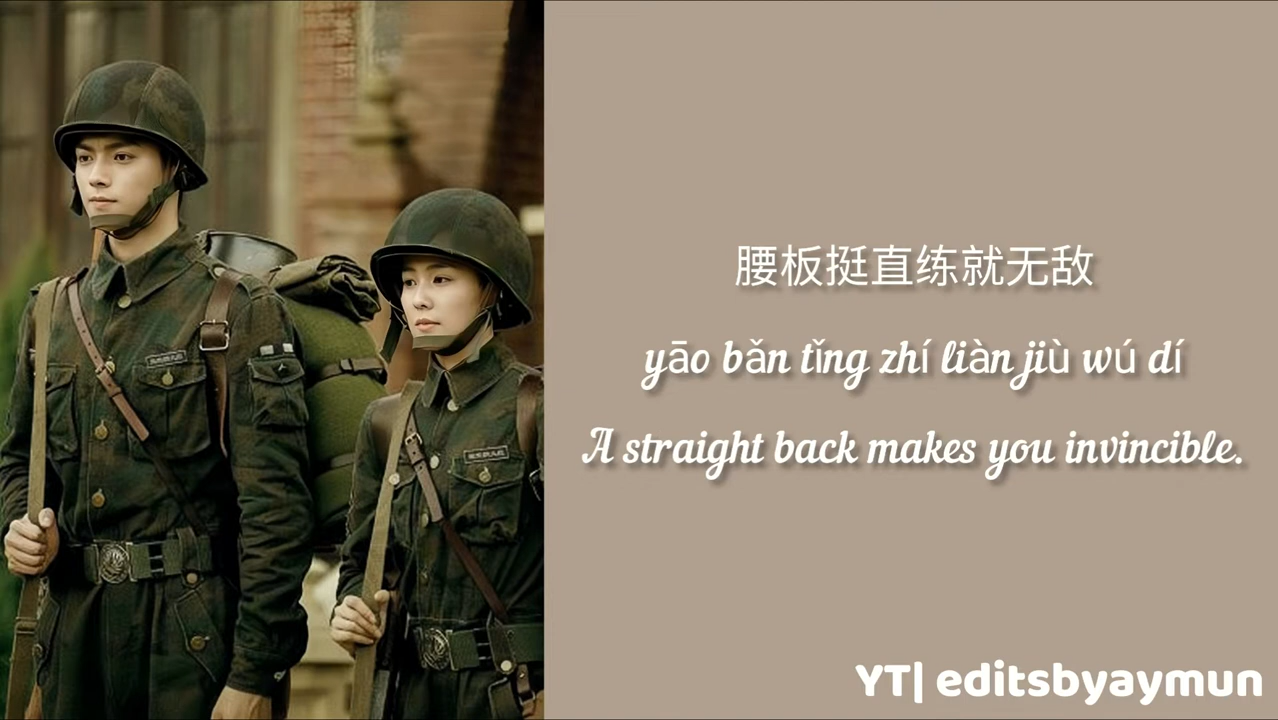 腰板挺直练就无敌
yāo bǎn tǐng zhí liàn jiù wú dí
A straight back makes you invincible.
YT| editsbyaymun